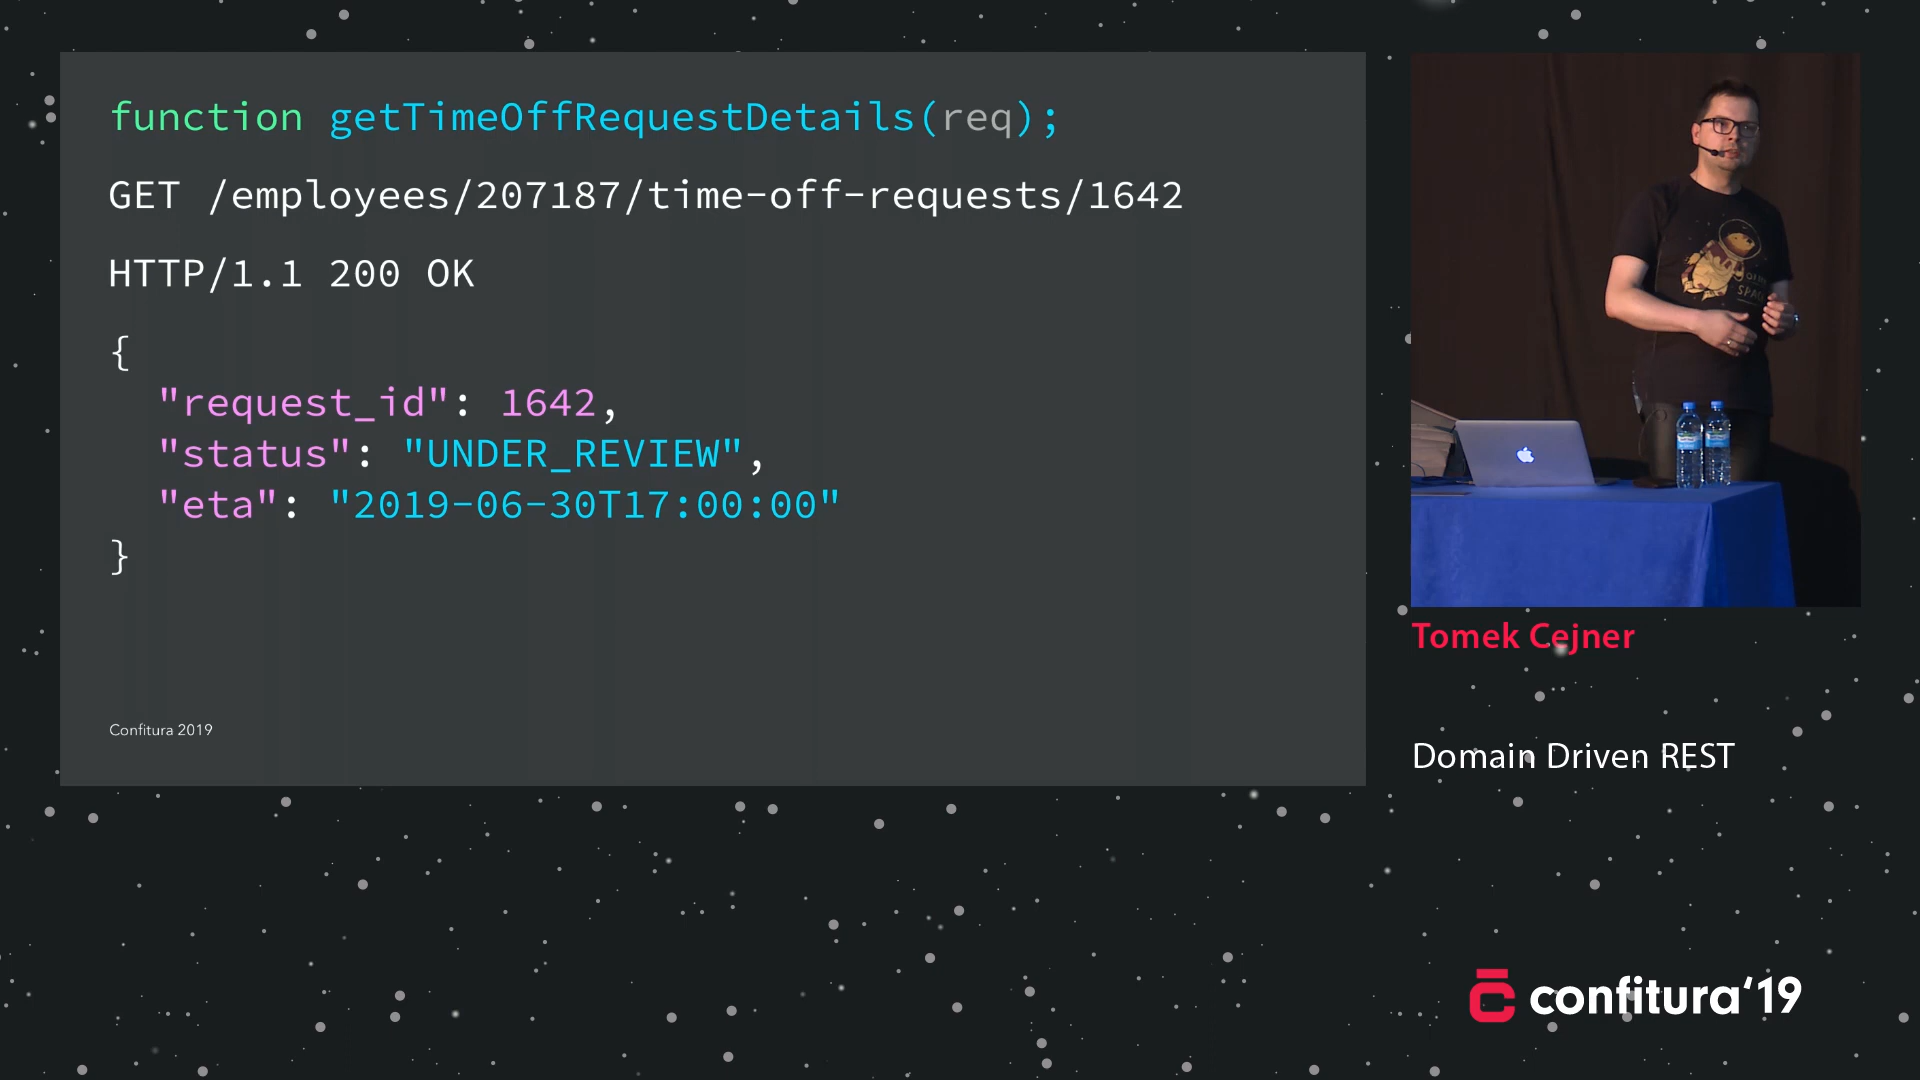 function getTimeOffRequestDetails(req);
GET /employees/207187/time-off-requests/1642
HTTP/1.1 200 OK
{
"request_id": 1642,
"status": "UNDER_REVIEW",
"eta": "2019-06-30T17:00:00"
}
Confitura 2019
Tomek Cejner
Domain Driven REST
confitura‘19